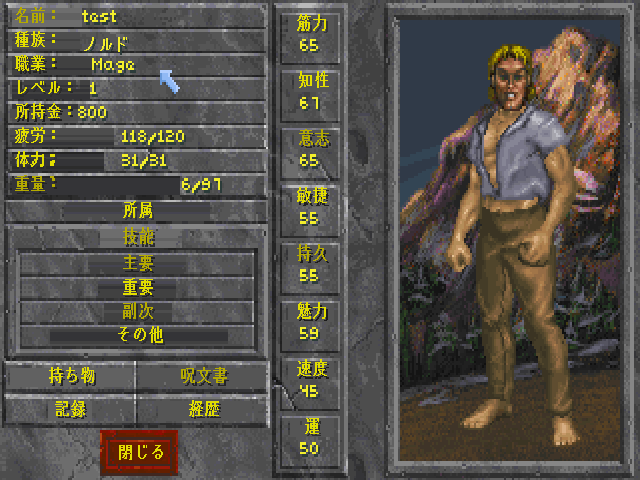 名前： test
種族： ノルド
職業： Mage
レベル： 1
所持金：800
疲労： 118/120
体力： 31/31
重量： 6/97
所属
技能
主要
重要
副次
その他
持ち物 呪文書
記録 経歴
閉じる
筋力
65
知性
67
意志
65
敏捷
55
持久
55
魅力
59
速度
45
運
50